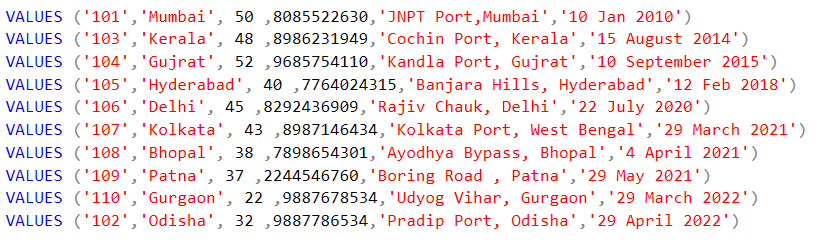 VALUES ('101','Mumbai', 50 ,8085522630,'JNPT Port,Mumbai','10 Jan 2010')
VALUES ('103','Kerala', 48 ,8986231949,'Cochin Port, Kerala','15 August 2014')
VALUES ('104','Gujrat', 52 ,9685754110,'Kandla Port, Gujrat','10 September 2015')
VALUES ('105','Hyderabad', 40 ,7764024315,'Banjara Hills, Hyderabad','12 Feb 2018')
VALUES ('106','Delhi', 45 ,8292436909,'Rajiv Chauk, Delhi','22 July 2020')
VALUES ('107','Kolkata', 43 ,8987146434,'Kolkata Port, West Bengal','29 March 2021')
VALUES ('108','Bhopal', 38 ,7898654301,'Ayodhya Bypass, Bhopal','4 April 2021')
VALUES ('109','Patna', 37 ,2244546760,'Boring Road , Patna','29 May 2021')
VALUES ('110','Gurgaon', 22 ,9887678534,'Udyog Vihar, Gurgaon','29 March 2022')
VALUES ('102','Odisha', 32 ,9887786534,'Pradip Port, Odisha','29 April 2022')